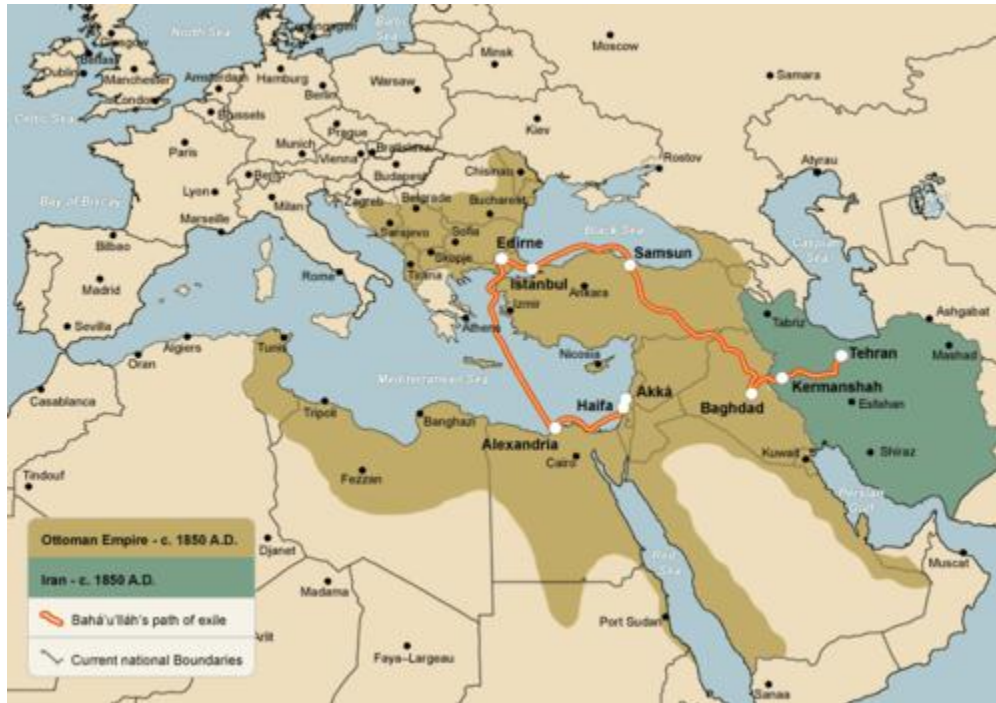 North Sea
Baltic
Sea
Moscow
Glasgow
Belfast
Dublin
Manchester
London
Celtic Sea
Amsterdam
Hamburg
Berlin
Brussels
Minsk
Warsaw
Samara
Kiev
Paris
Prague
Munich
Vienna
Bratislava
Budapest
Bern
Chisinau
Rostov
Atyrau
Bay of Biscay
Lyon
Milan
Zagreb
Belgrade
Bucharest
Marseille
Sarajevo
Sofia
Bilbao
Skopje
Tirana
Black Sea
Caspian
Sea
Edirne
Samsun
Istanbul
Ankara
Izmir
Rome
Madrid
Sevilla
Athens
Tabriz
Ashgabat
Mashad
Tehran
Tunis
Algiers
Oran
Nicosia
Mediterranean Sea
Akká
Haifa
Kermanshah
Baghdad
Esfahan
Casablanca
Tripoli
Banghazi
Alexandria
Cairo
Kuwait
Shiraz
Tindouf
Fezzan
Persian
Gulf
Ottoman Empire - c. 1850 A.D.
Iran - c. 1850 A.D.
Bahá'u'lláh's path of exile
Current national Boundaries
Djanet
Madama
Red
Sea
Muscat
Port Sudan
Faya-Largeau
Sanaa